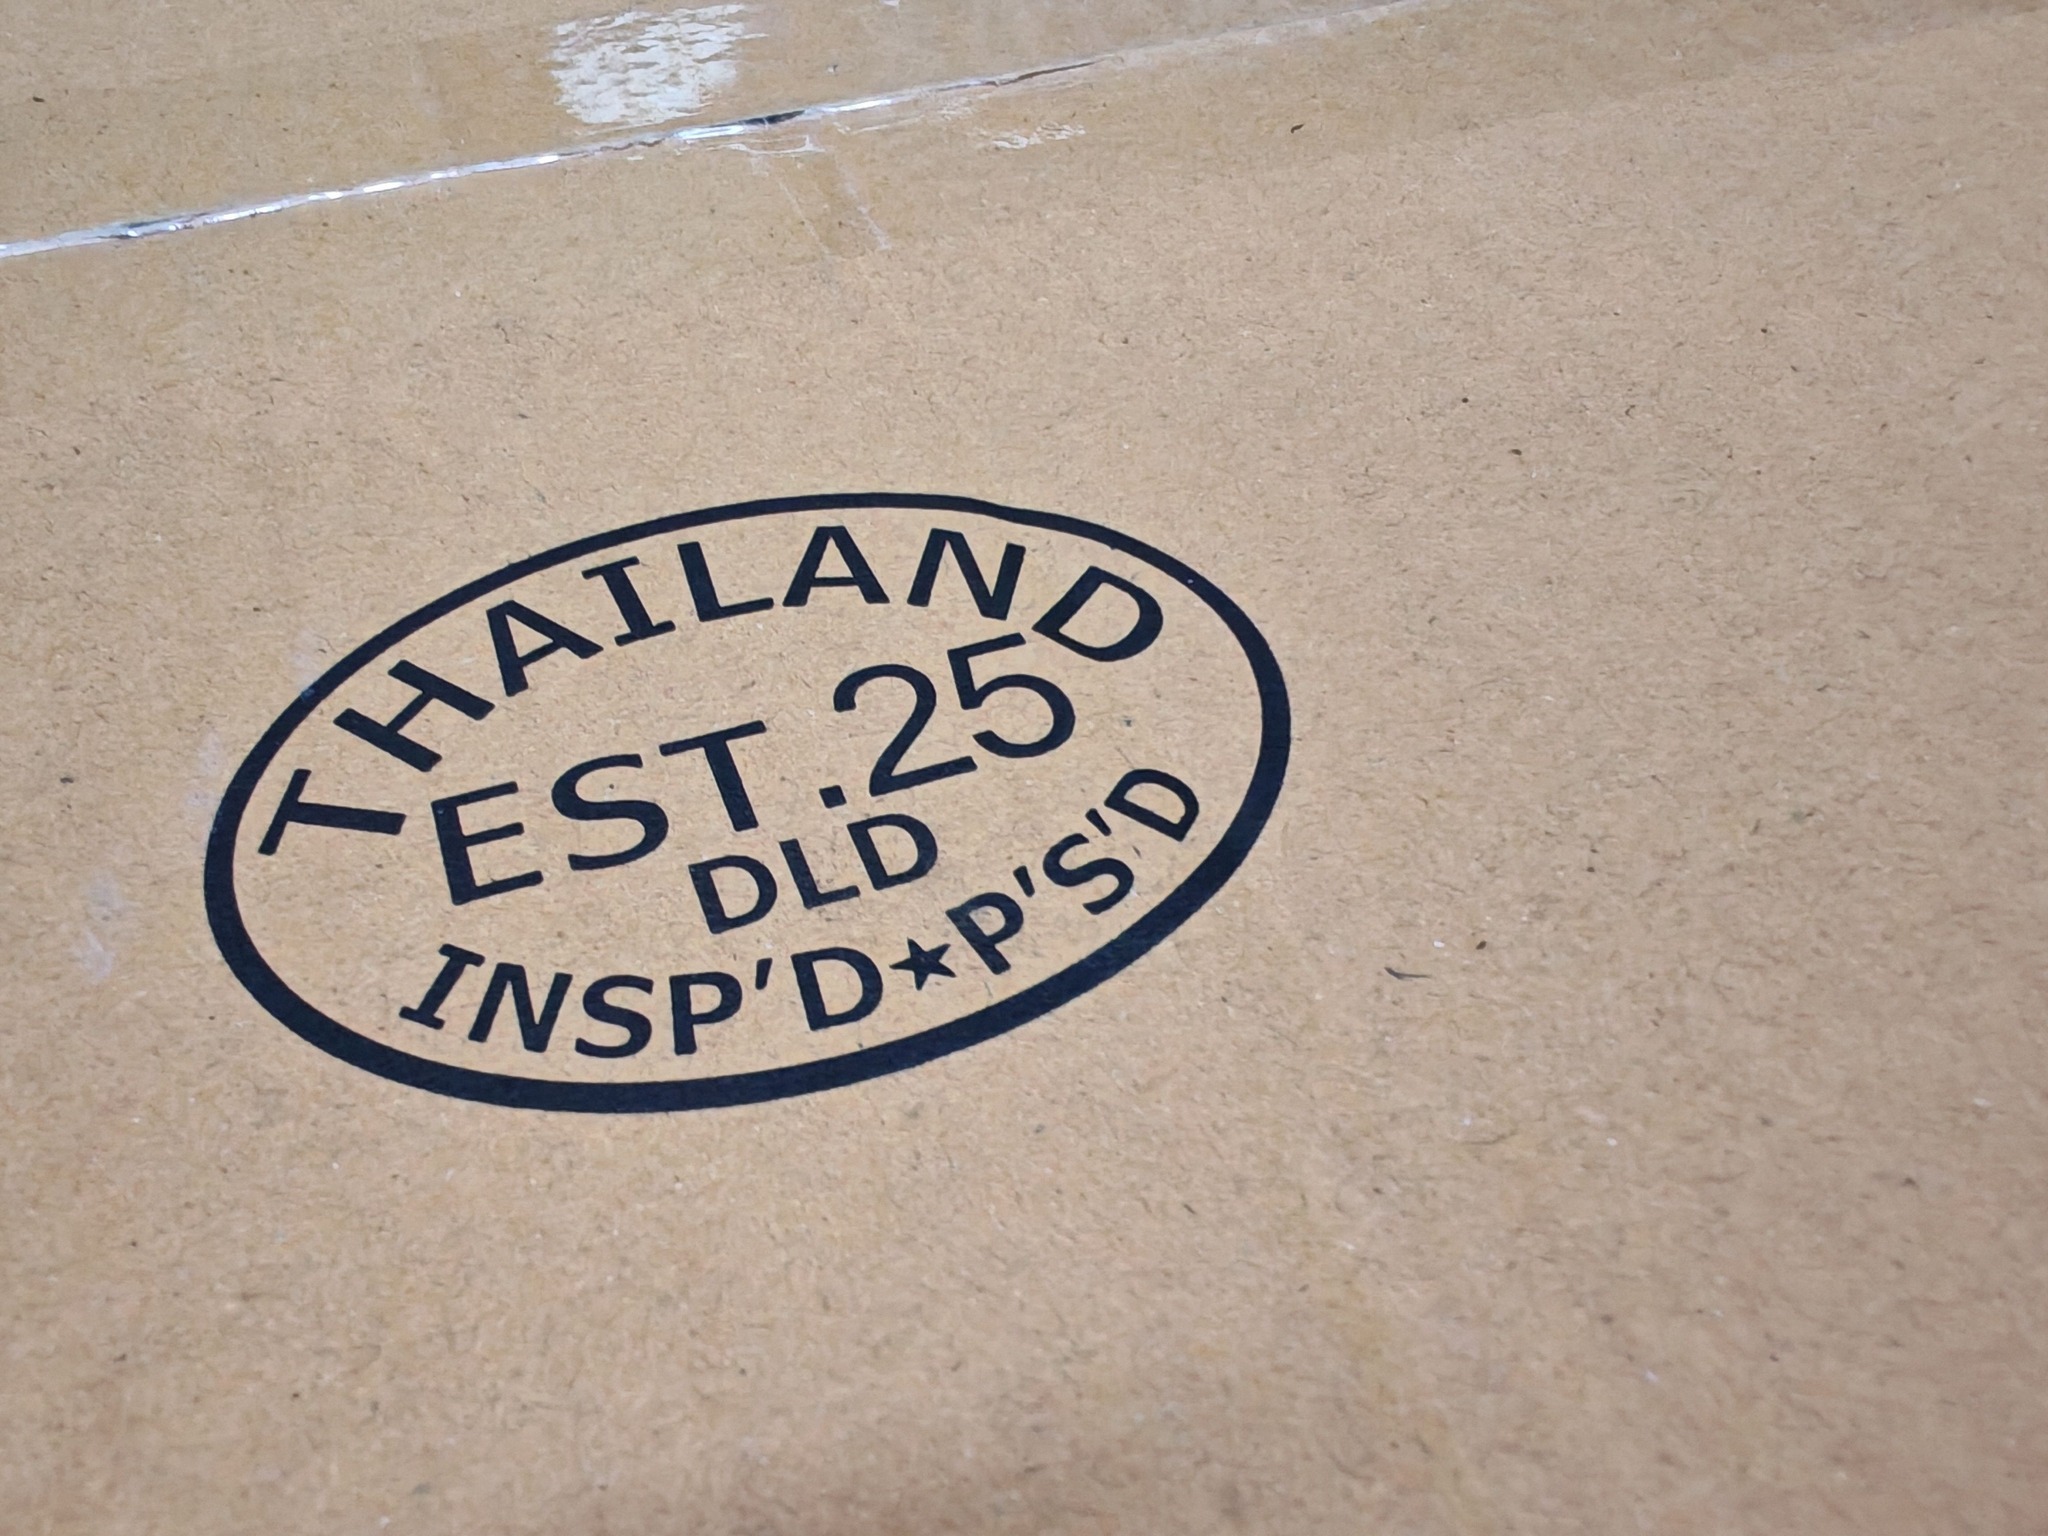 THAILAND
EST.25
DLD
INSP'D★P'S'D